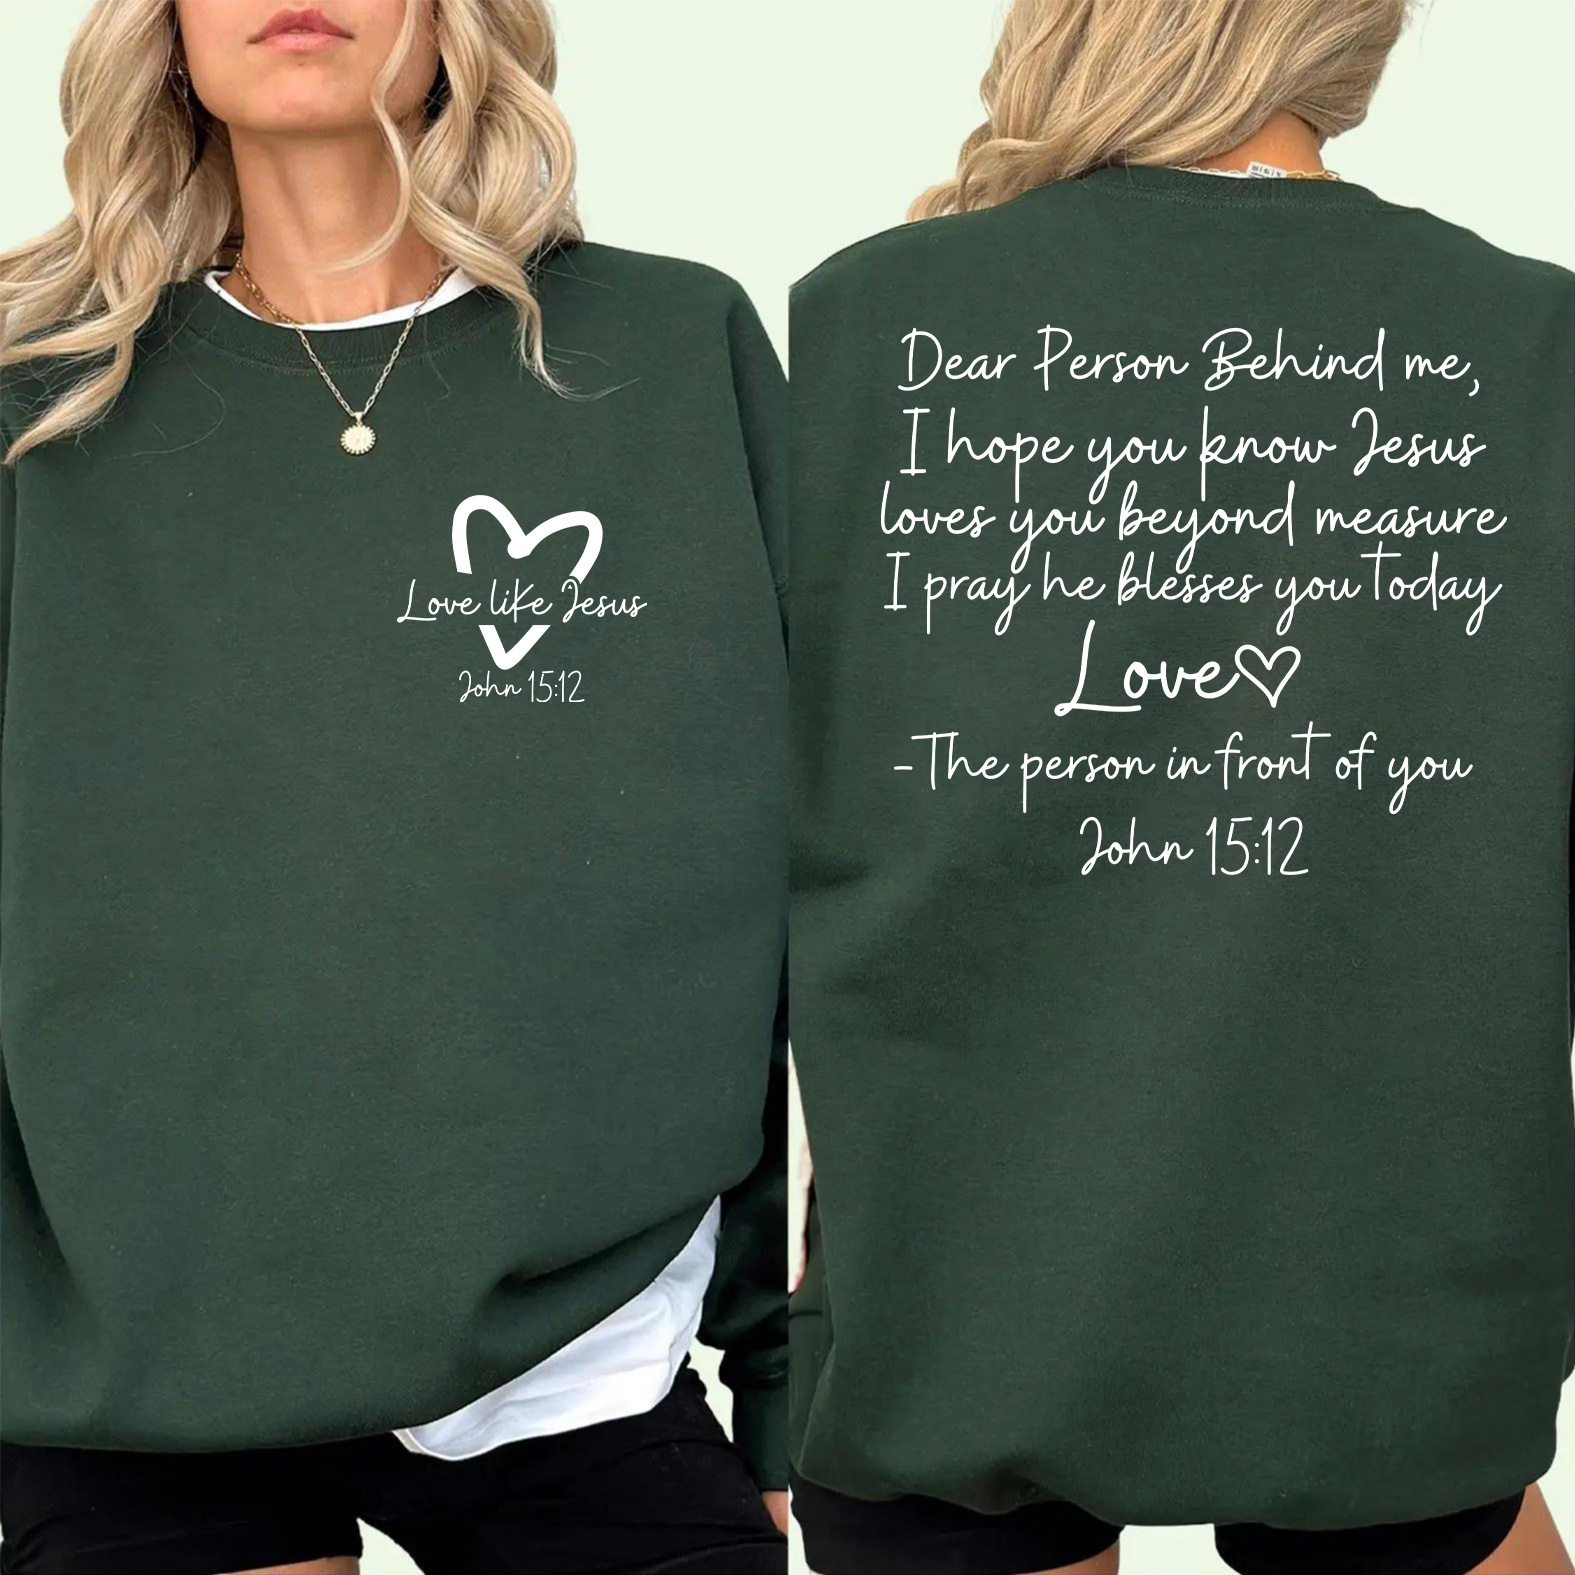 Love like Jesus
John 15:12
Dear Person Behind me,
I hope you know Jesus
loves you beyond measure
I pray he blesses you today
Love
-The person in front of you
John 15:12